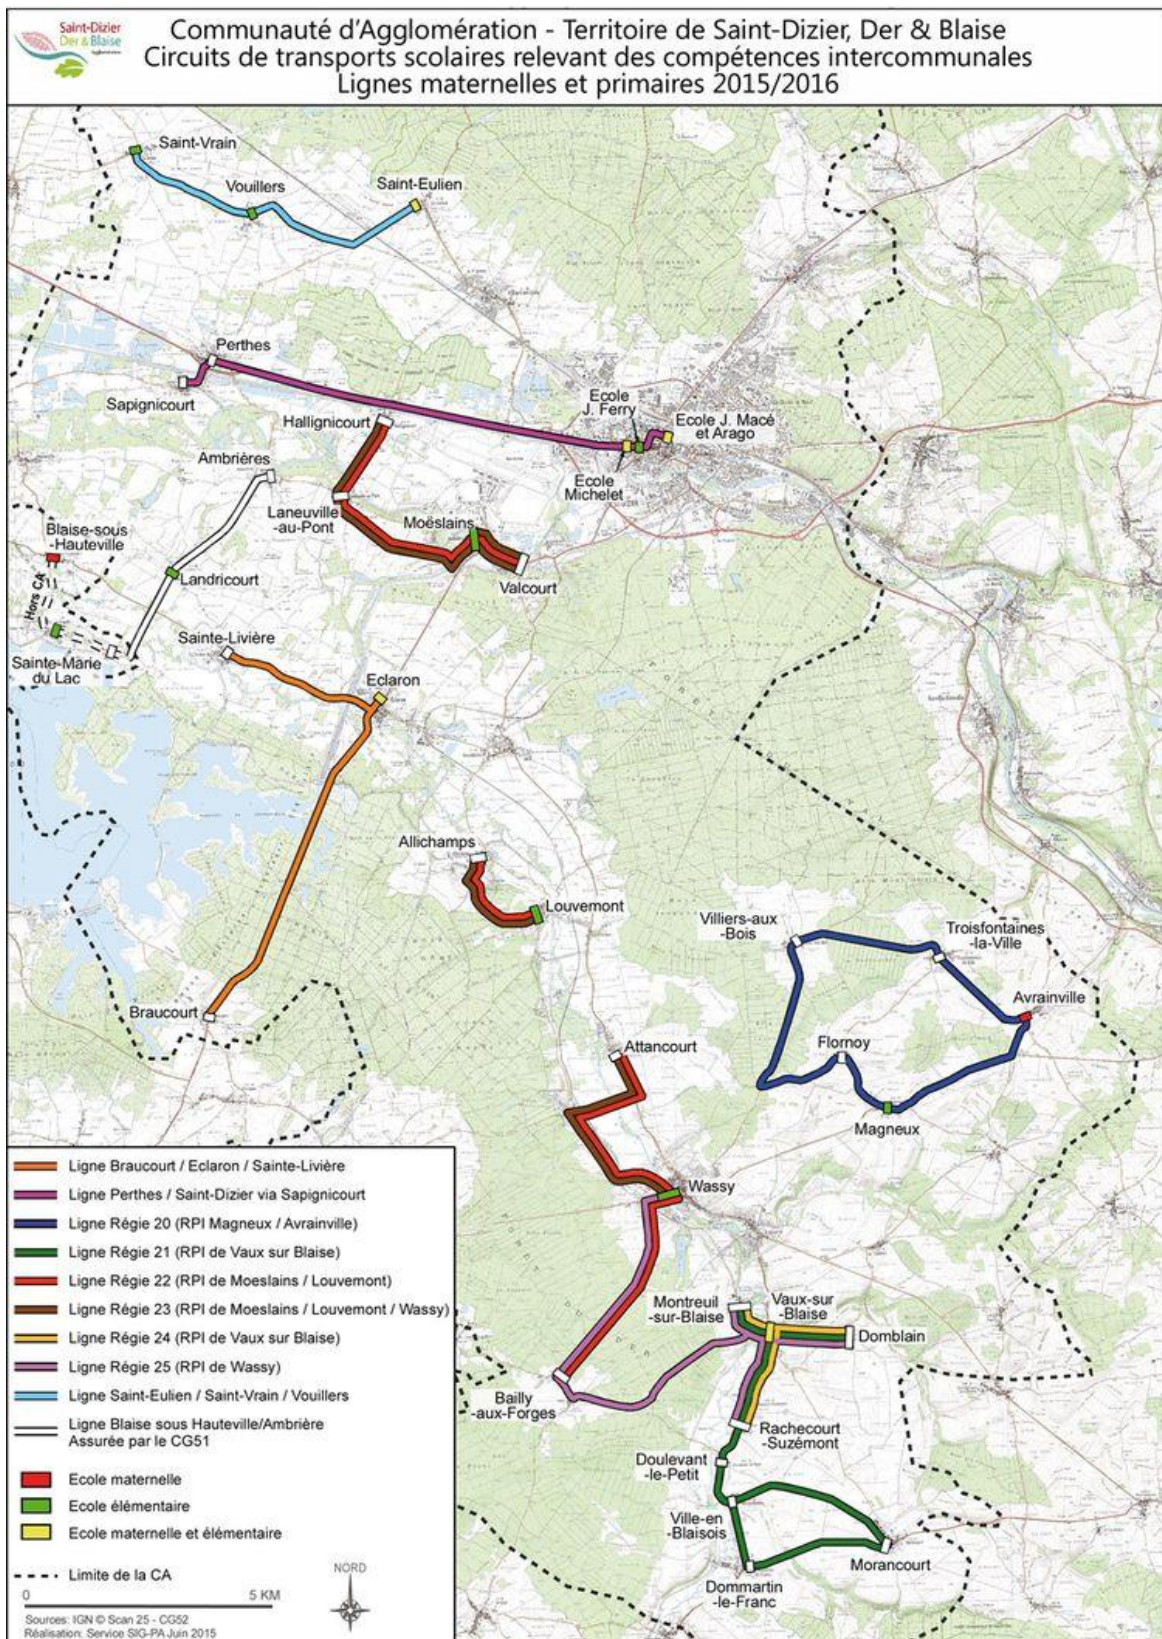 Saint-Dizier
Der & Blaise
Communauté d'Agglomération - Territoire de Saint-Dizier, Der & Blaise
Circuits de transports scolaires relevant des compétences intercommunales
Lignes maternelles et primaires 2015/2016
Saint-Vrain
Vouillers
Saint-Eulien
Perthes
Sapignicourt
Hallignicourt
Ecole
J. Ferry
Ecole J. Macé
et Arago
Ecole
Michelet
Ambrières
Laneuville
-au-Pont
Moëslains
Valcourt
Blaise-sous
-Hauteville
Landricourt
Hors CA
Sainte-Marie
du Lac
Sainte-Livière
Eclaron
Allichamps
Louvemont
Braucourt
Villiers-aux
-Bois
Troisfontaines
-la-Ville
Avrainville
Flornoy
Magneux
Attancourt
Wassy
Montreuil
-sur-Blaise
Vaux-sur
-Blaise
Domblain
Bailly
-aux-Forges
Rachecourt
-Suzémont
Doulevant
-le-Petit
Ville-en
-Blaisois
Morancourt
Dommartin
-le-Franc
Ligne Braucourt / Eclaron / Sainte-Livière
Ligne Perthes / Saint-Dizier via Sapignicourt
Ligne Régie 20 (RPI Magneux / Avrainville)
Ligne Régie 21 (RPI de Vaux sur Blaise)
Ligne Régie 22 (RPI de Moeslains / Louvemont)
Ligne Régie 23 (RPI de Moeslains / Louvemont / Wassy)
Ligne Régie 24 (RPI de Vaux sur Blaise)
Ligne Régie 25 (RPI de Wassy)
Ligne Saint-Eulien / Saint-Vrain / Vouillers
Ligne Blaise sous Hauteville/Ambrière
Assurée par le CG51
Ecole maternelle
Ecole élémentaire
Ecole maternelle et élémentaire
Limite de la CA
0 5 KM
NORD
Sources: IGN © Scan 25 - CG52
Réalisation: Service SIG-PA Juin 2015